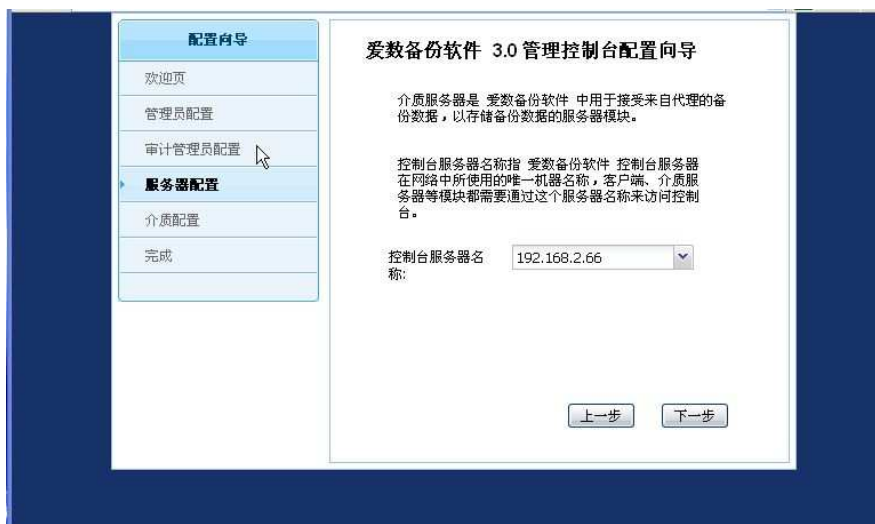 配置向导
欢迎页
管理员配置
审计管理员配置
服务器配置
介质配置
完成
爱数备份软件 3.0 管理控制台配置向导
介质服务器是 爱数备份软件 中用于接受来自代理的备
份数据，以存储备份数据的服务器模块。
控制台服务器名称指 爱数备份软件 控制台服务器
在网络中所使用的唯一机器名称，客户端、介质服
务器等模块都需要通过这个服务器名称来访问控制
台。
控制台服务器名
称:
192.168.2.66
上一步
下一步